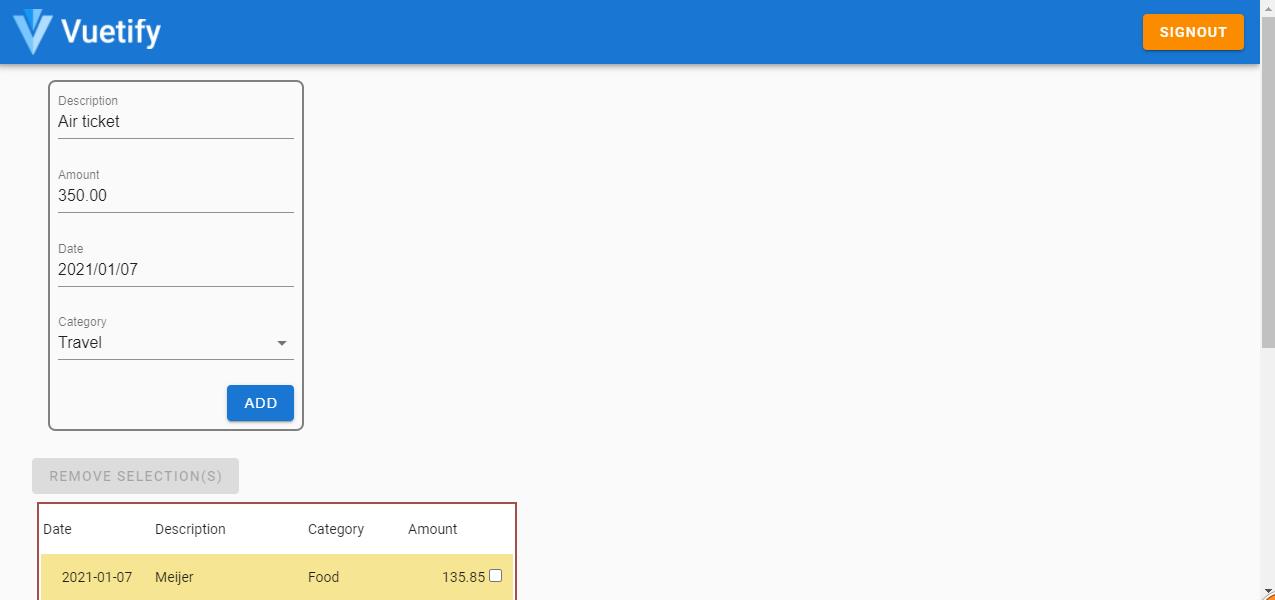 Vuetify
SIGNOUT
Description
Air ticket
Amount
350.00
Date
2021/01/07
Category
Travel
ADD
REMOVE SELECTION(S)
Date Description Category Amount
2021-01-07 Meijer Food 135.85